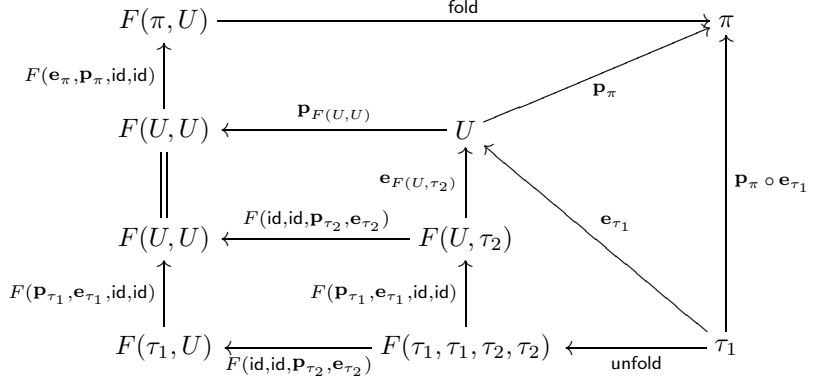 F(π, U) fold π
F(e_π,p_π,id,id) p_π
F(U, U) p_{F(U,U)} U
e_{F(U,τ_2)} p_π ∘ e_{τ_1}
F(U, U) F(id,id,p_{τ_2},e_{τ_2}) F(U, τ_2) e_{τ_1}
F(p_{τ_1},e_{τ_1},id,id) F(p_{τ_1},e_{τ_1},id,id)
F(τ_1, U) F(id,id,p_{τ_2},e_{τ_2}) F(τ_1, τ_1, τ_2, τ_2) unfold τ_1